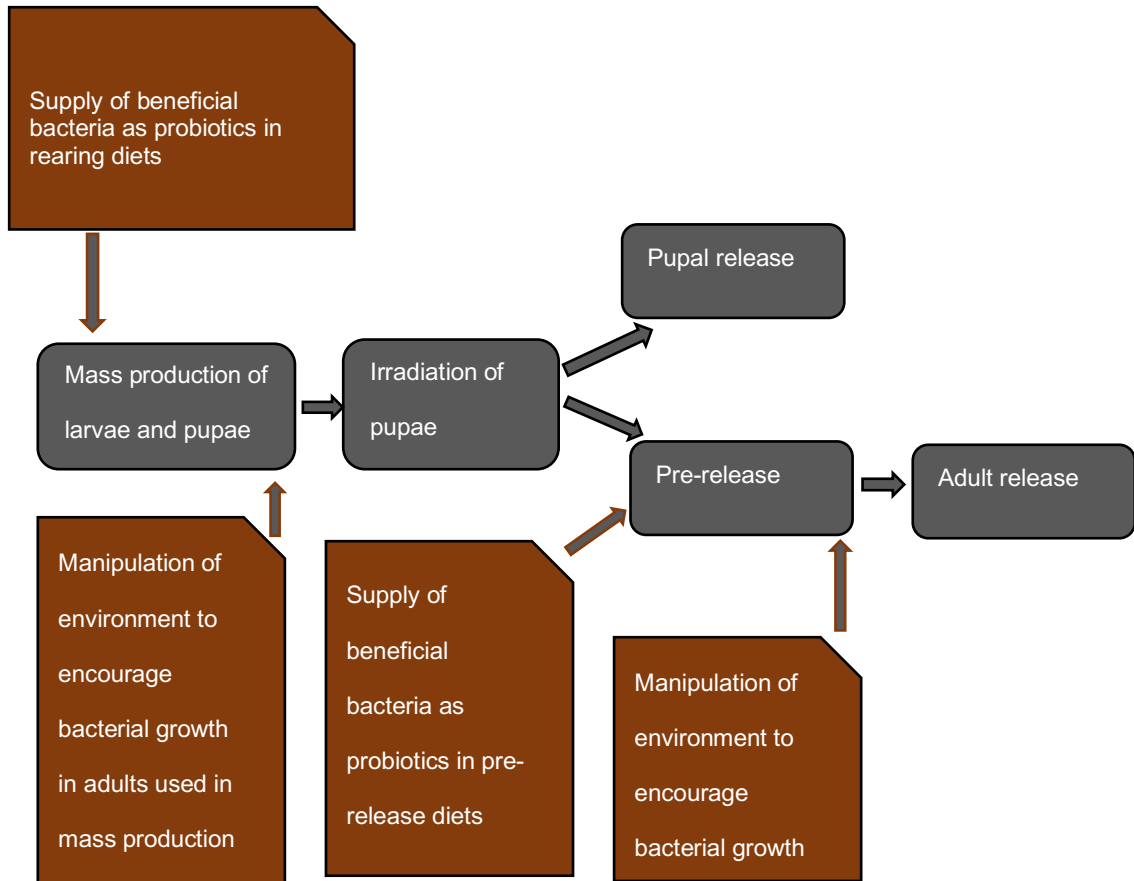 Supply of beneficial
bacteria as probiotics in
rearing diets
Pupal release
Mass production of
larvae and pupae
Irradiation of
pupae
Pre-release
Adult release
Manipulation of
environment to
encourage
bacterial growth
in adults used in
mass production
Supply of
beneficial
bacteria as
probiotics in pre-
release diets
Manipulation of
environment to
encourage
bacterial growth